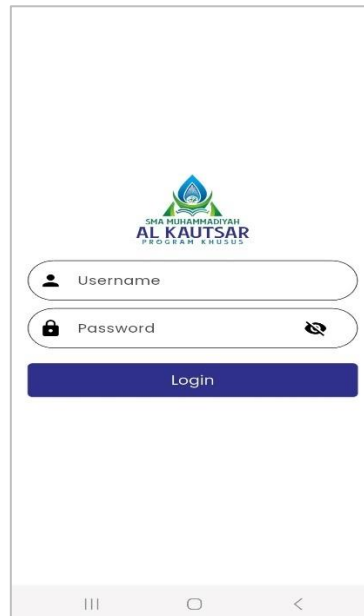 SMA MUHAMMADIYAH
AL KAUTSAR
PROGRAM KHUSUS
Username
Password
Login